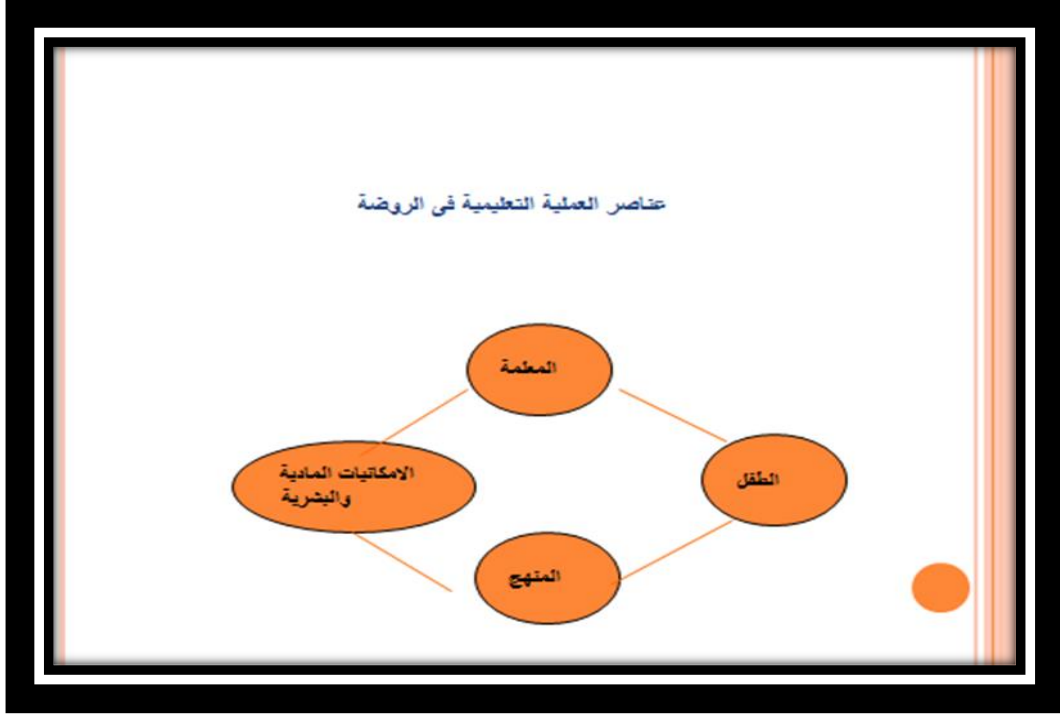 عناصر العملية التعليمية فى الروضة
المعلمة
الطفل
الامكانيات المادية
والبشرية
المنهج